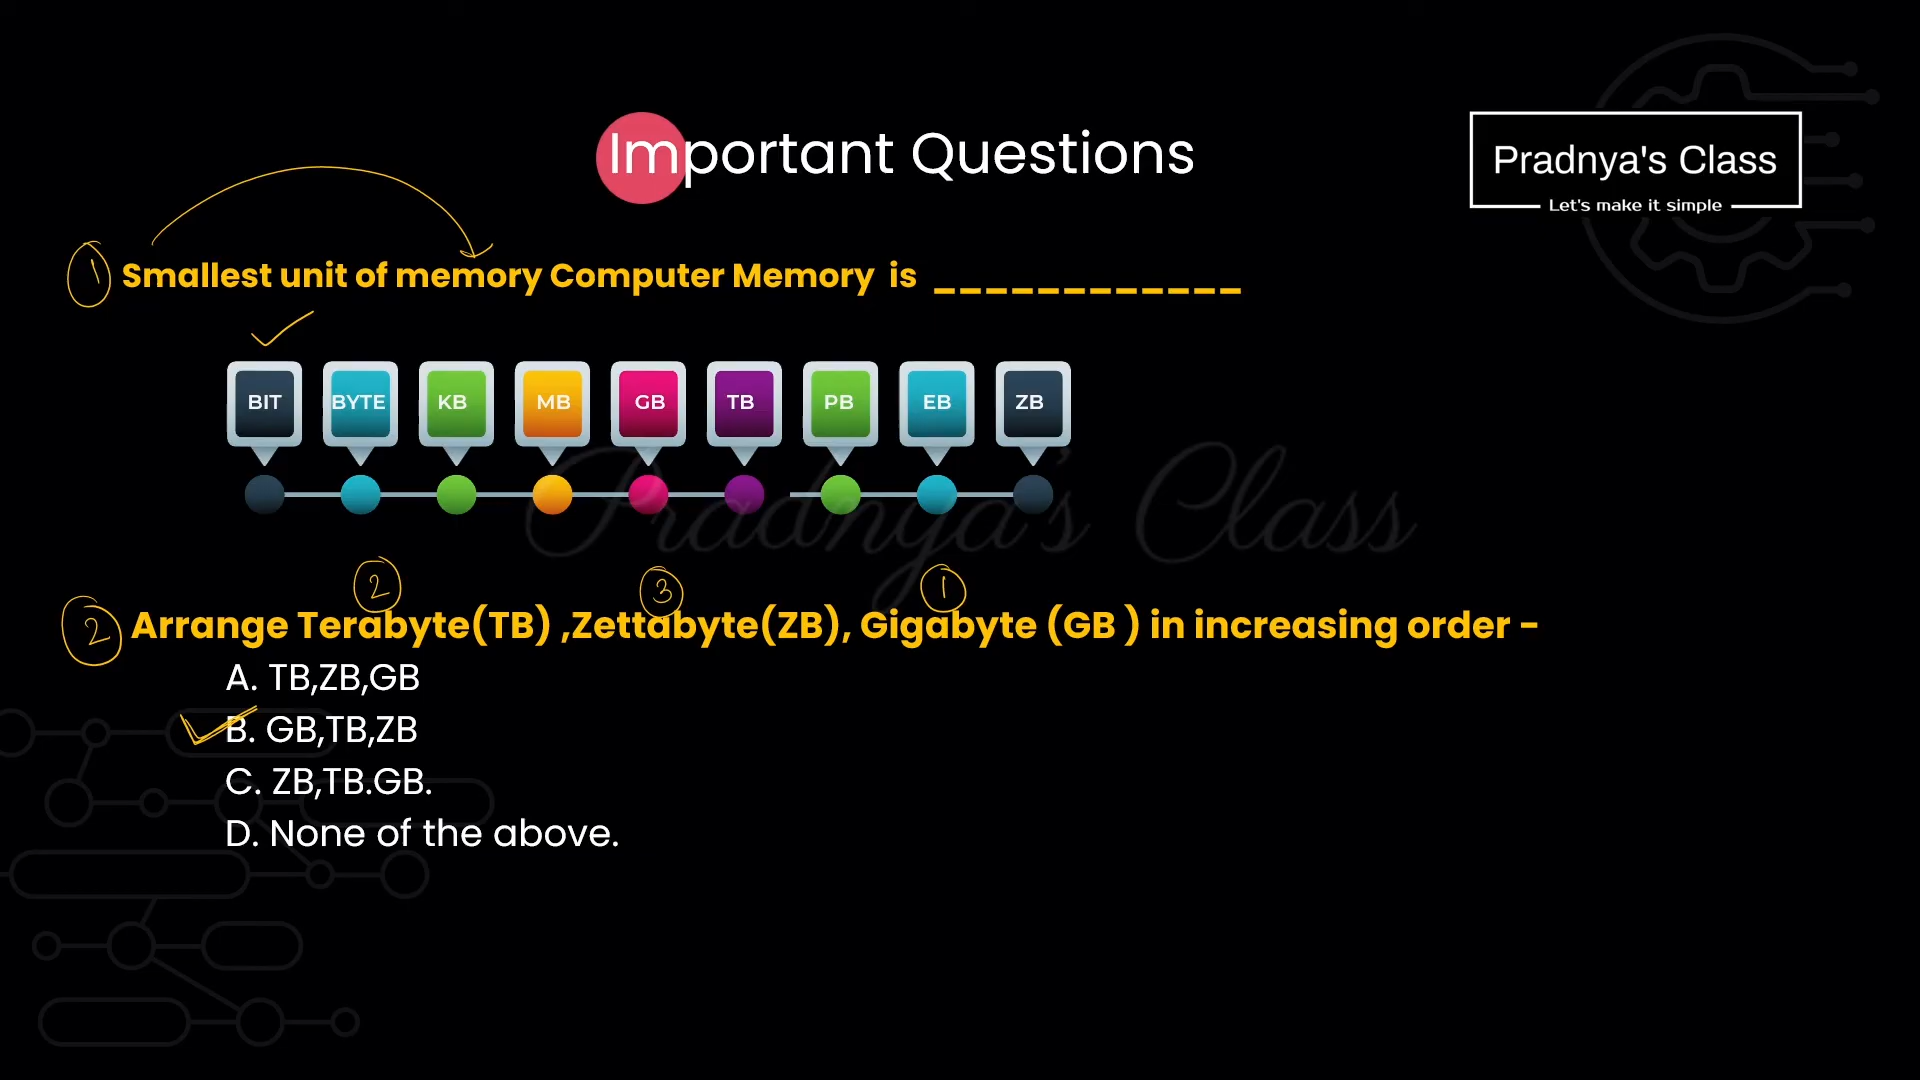 Important Questions
Pradnya's Class
Let's make it simple
1 Smallest unit of memory Computer Memory is ____________
BIT BYTE KB MB GB TB PB EB ZB
Pradnya's Class
2 3 1
2 Arrange Terabyte(TB) ,Zettabyte(ZB), Gigabyte (GB ) in increasing order -
A. TB,ZB,GB
B. GB,TB,ZB
C. ZB,TB.GB.
D. None of the above.